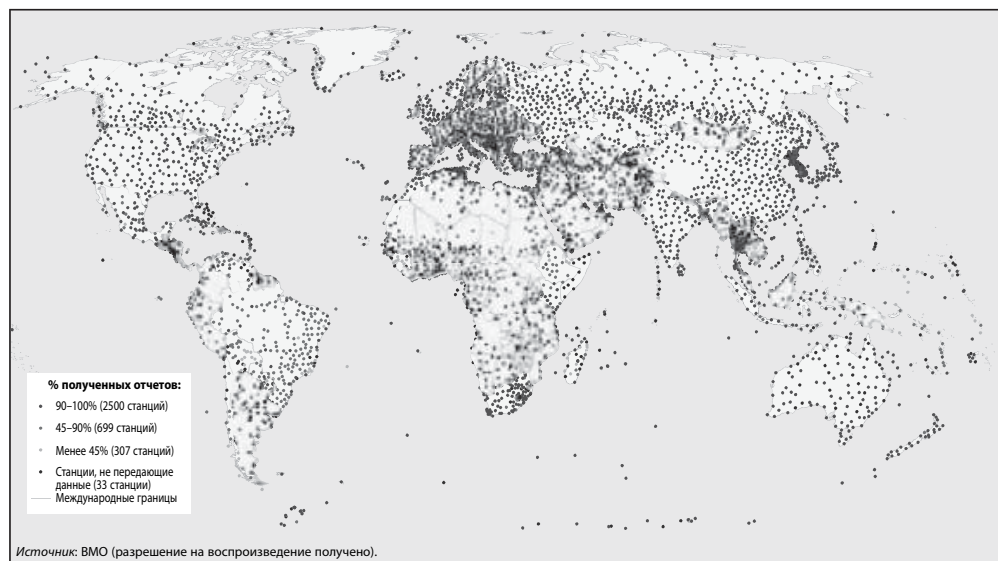 % полученных отчетов:
90–100% (2500 станций)
45–90% (699 станций)
Менее 45% (307 станций)
Станции, не передающие
данные (33 станции)
Международные границы
Источник: ВМО (разрешение на воспроизведение получено).